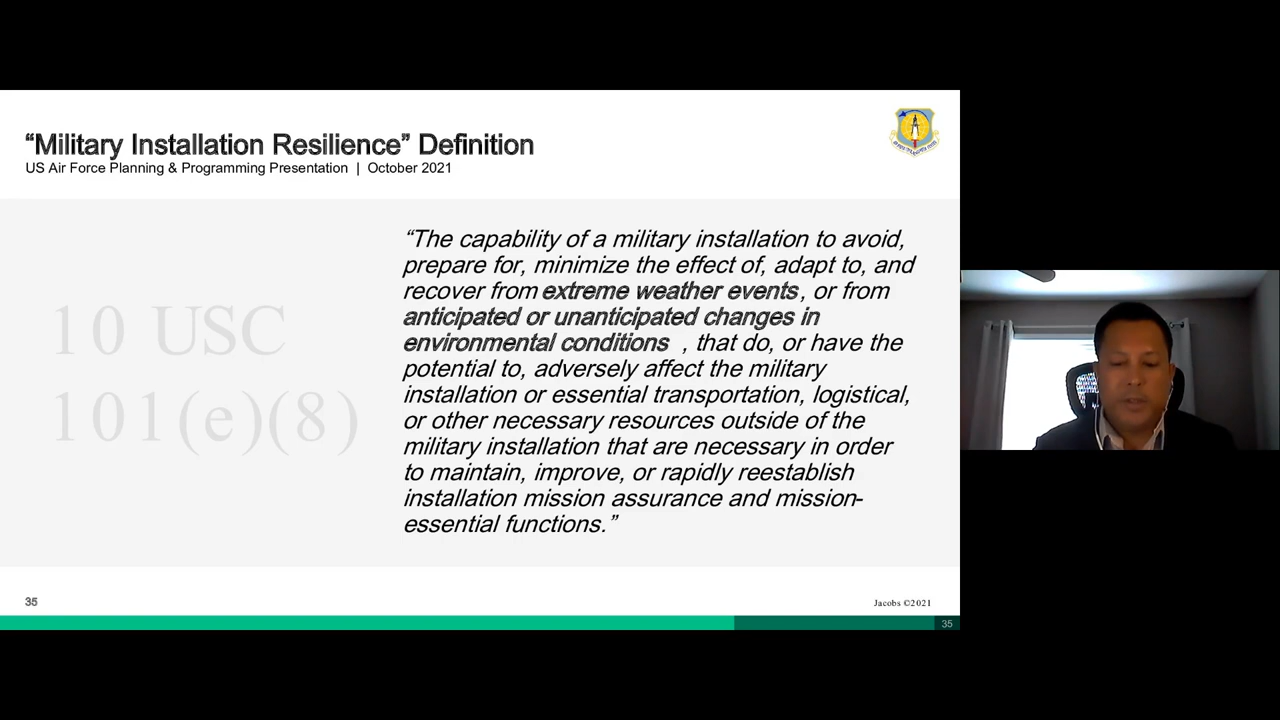 “Military Installation Resilience” Definition
US Air Force Planning & Programming Presentation | October 2021
10 USC
101(e)(8)
“The capability of a military installation to avoid,
prepare for, minimize the effect of, adapt to, and
recover from extreme weather events, or from
anticipated or unanticipated changes in
environmental conditions , that do, or have the
potential to, adversely affect the military
installation or essential transportation, logistical,
or other necessary resources outside of the
military installation that are necessary in order
to maintain, improve, or rapidly reestablish
installation mission assurance and mission-
essential functions.”
35
Jacobs ©2021
35